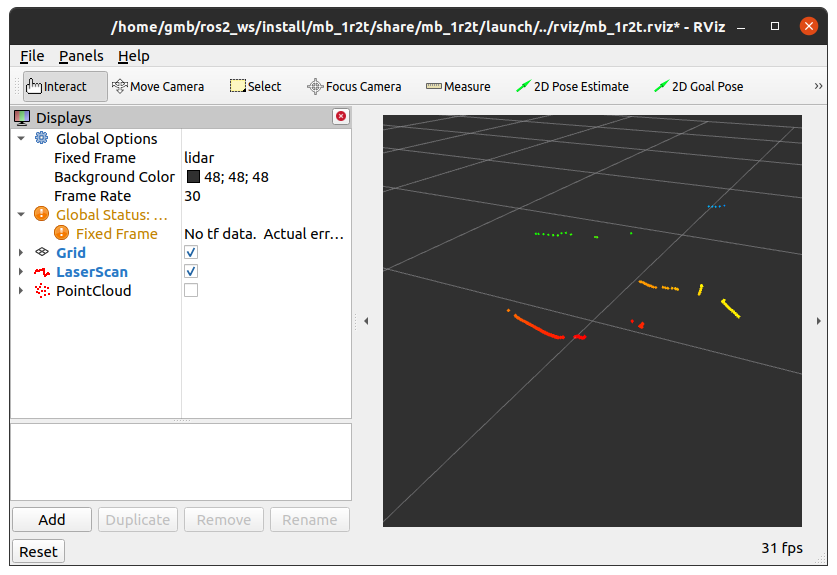 /home/gmb/ros2_ws/install/mb_1r2t/share/mb_1r2t/launch/../rviz/mb_1r2t.rviz* - RViz
File Panels Help
Interact Move Camera Select Focus Camera Measure 2D Pose Estimate 2D Goal Pose »
Displays
Global Options
Fixed Frame lidar
Background Color 48; 48; 48
Frame Rate 30
Global Status: ...
Fixed Frame No tf data. Actual err...
Grid
LaserScan
PointCloud
Add Duplicate Remove Rename
Reset 31 fps